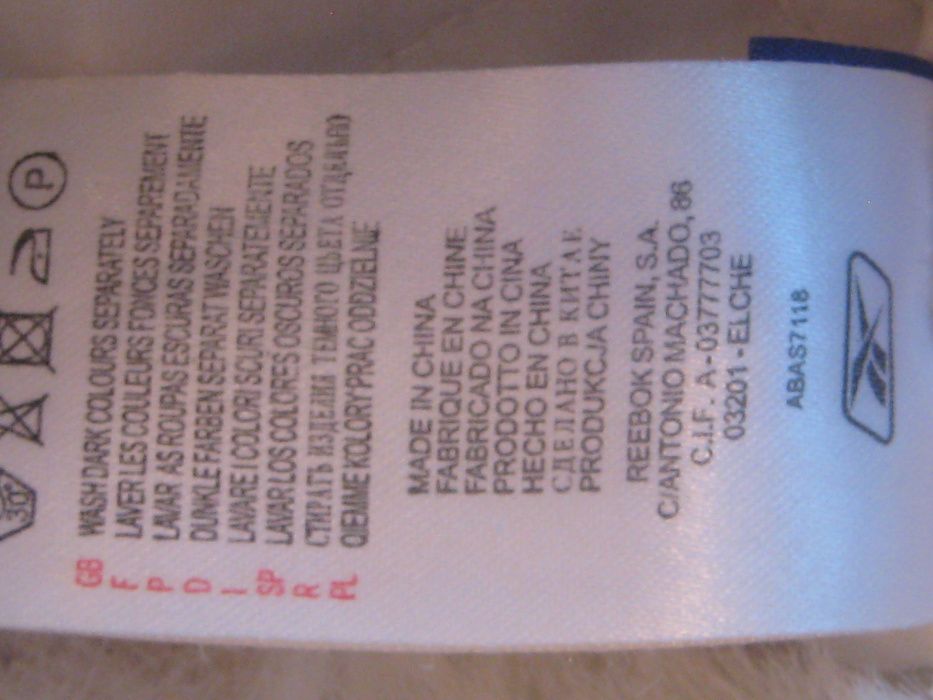 30
P
GB WASH DARK COLOURS SEPARATELY
F LAVER LES COULEURS FONCES SEPAREMENT
P LAVAR AS ROUPAS ESCURAS SEPARADAMENTE
D DUNKLE FARBEN SEPARAT WASCHEN
I LAVARE I COLORI SCURI SEPARATEMENTE
SP LAVAR LOS COLORES OSCUROS SEPARADOS
R СТИРАТЬ ИЗДЕЛИЯ ТЕМНОГО ЦЬЕТА
PL KOLORY PRAC ODDZIELNIE
MADE IN CHINA
FABRIQUE EN CHINE
FABRICADO NA CHINA
PRODOTTO IN CINA
HECHO EN CHINA
СДЕЛАНО В КИТАЕ
PRODUKCJA CHINY
REEBOK SPAIN, S.A.
C/ANTONIO MACHADO, 86
C.I.F. A-03777703
03201 - ELCHE
ABAS7118